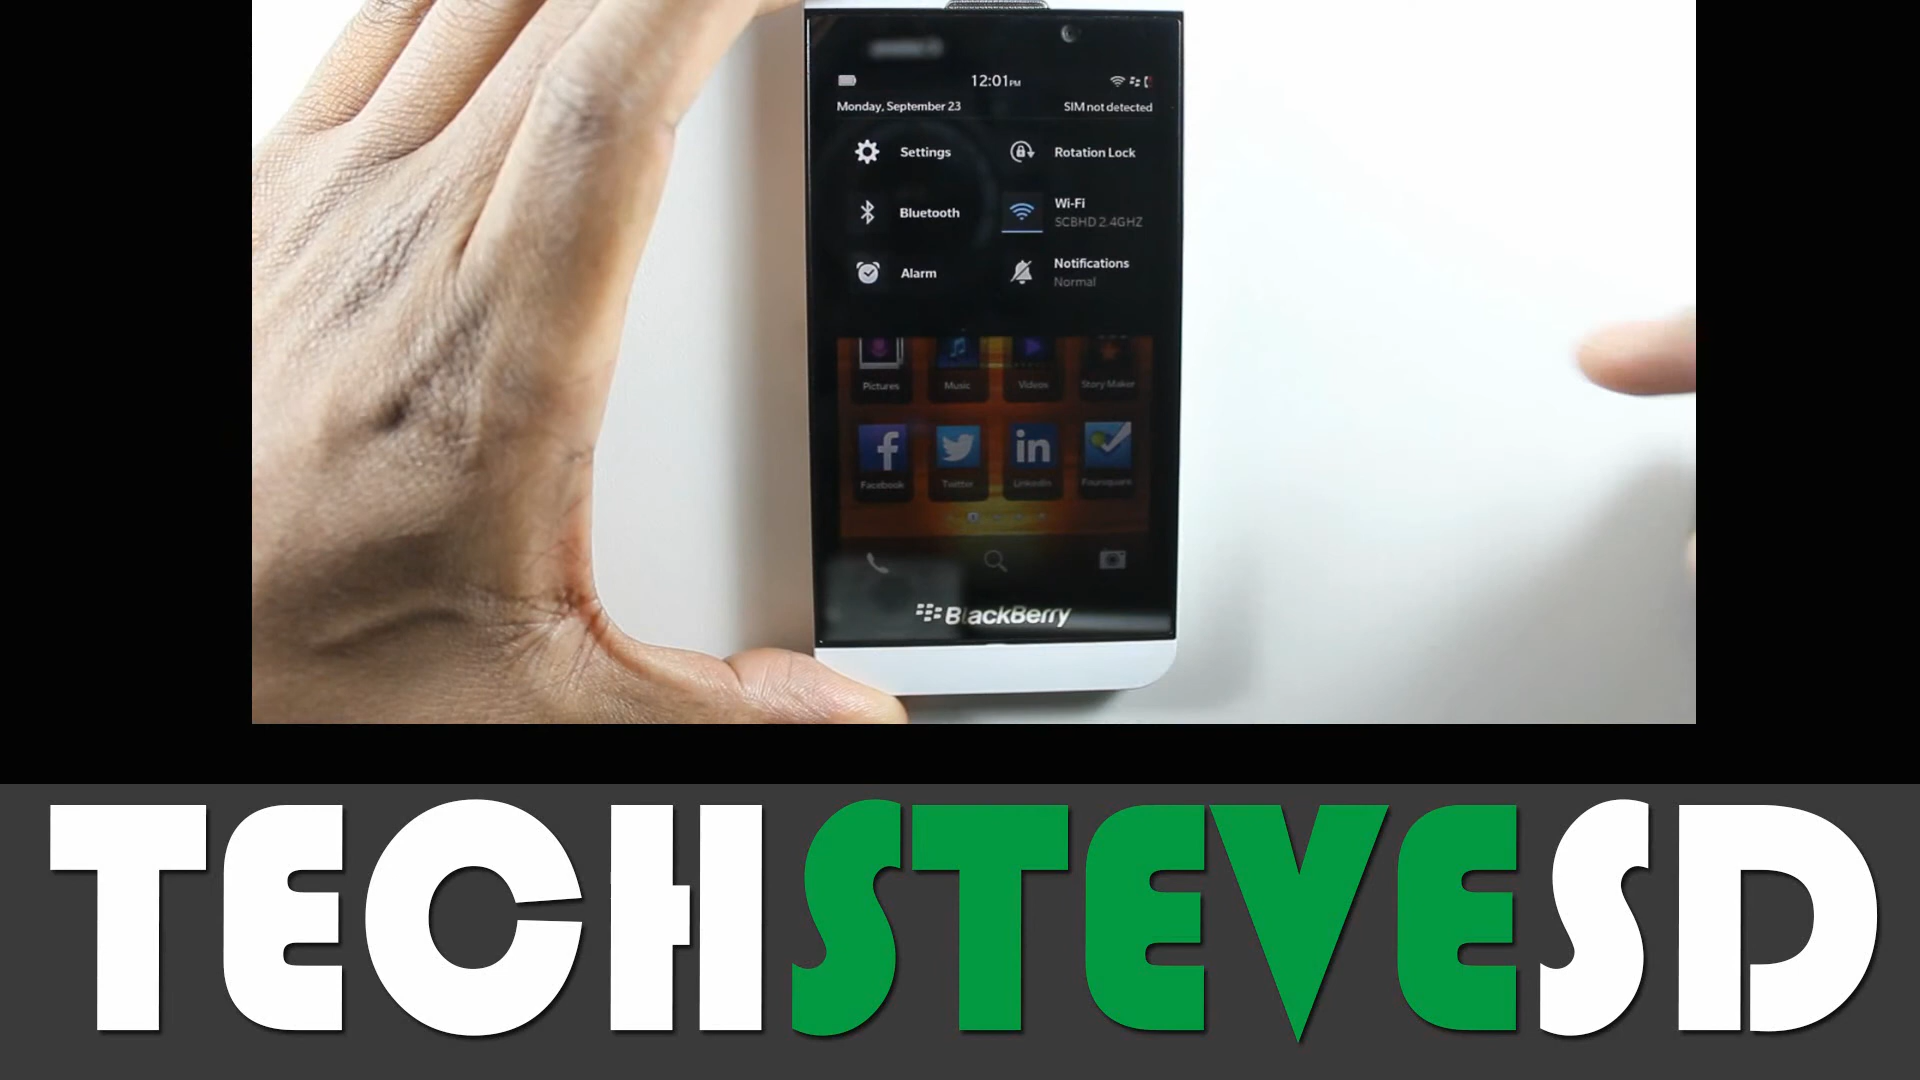 12:01PM
Monday, September 23
SIM not detected
Settings
Rotation Lock
Bluetooth
Wi-Fi
SCBHD 2.4GHZ
Alarm
Notifications
Normal
Pictures
Music
Videos
Story Maker
Facebook
Twitter
LinkedIn
Foursquare
BlackBerry
TECHSTEVESD